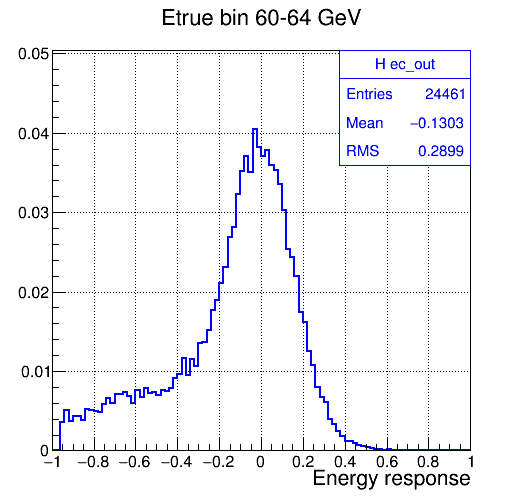 Etrue bin 60-64 GeV
H ec_out
Entries 24461
Mean −0.1303
RMS 0.2899
0.05
0.04
0.03
0.02
0.01
0
−1 −0.8 −0.6 −0.4 −0.2 0 0.2 0.4 0.6 0.8 1
Energy response